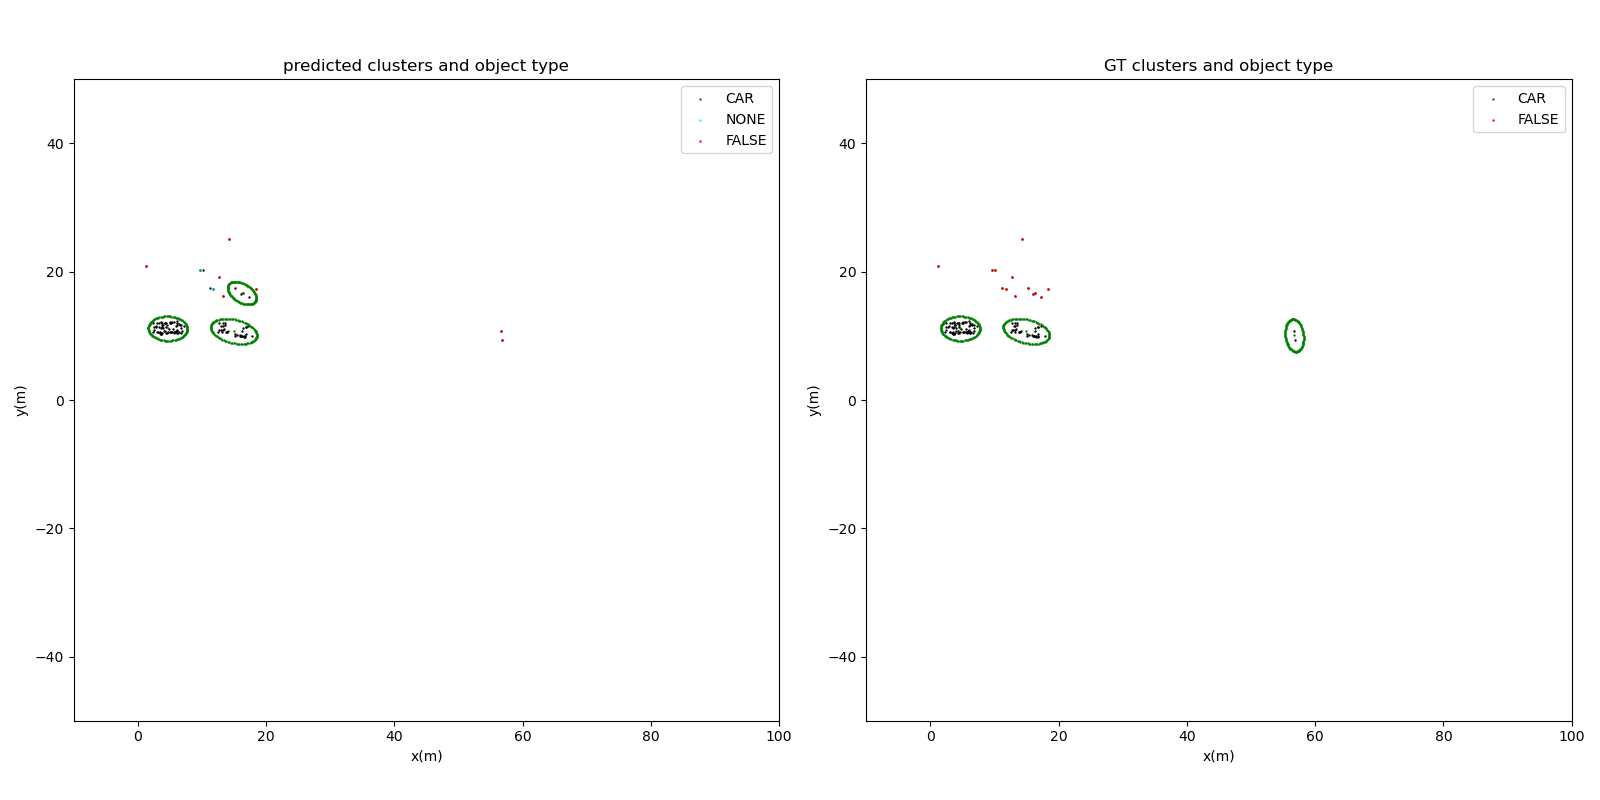 predicted clusters and object type
CAR
NONE
FALSE
40
20
0
−20
−40
y(m)
0 20 40 60 80 100
x(m)
GT clusters and object type
CAR
FALSE
40
20
0
−20
−40
y(m)
0 20 40 60 80 100
x(m)